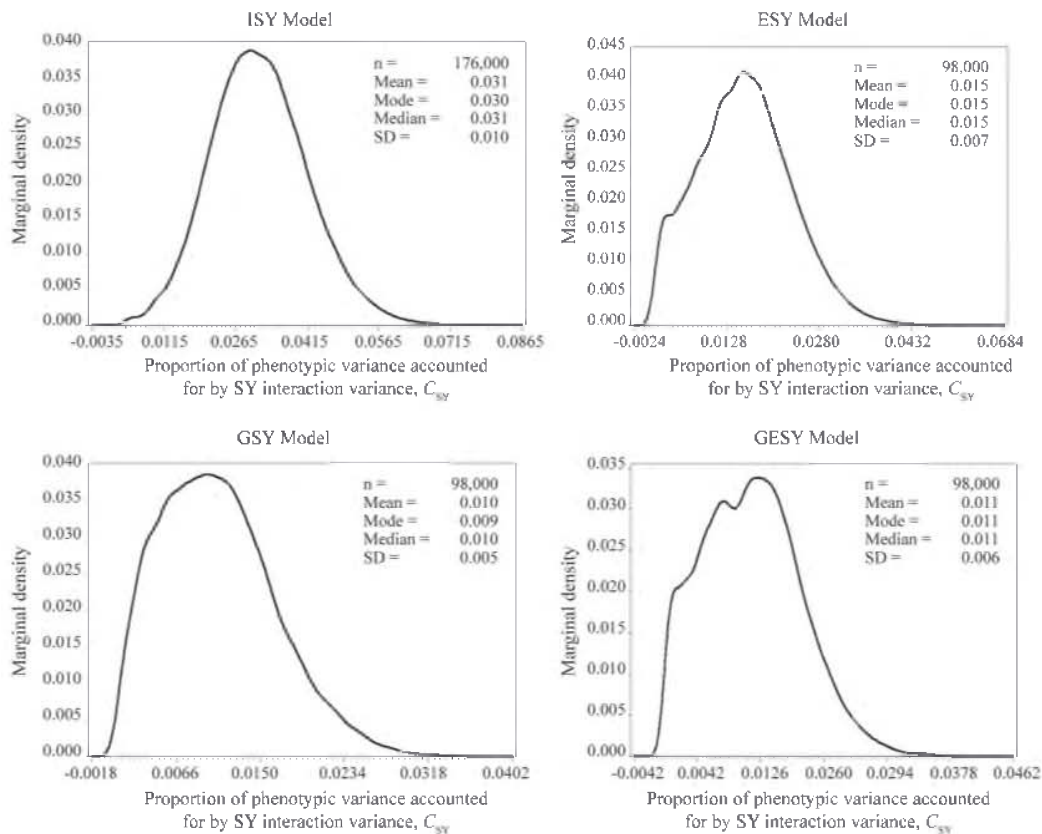 ISY Model
Marginal density
0.040
0.035
0.030
0.025
0.020
0.015
0.010
0.005
0.000
n = 176,000
Mean = 0.031
Mode = 0.030
Median = 0.031
SD = 0.010
-0.0035 0.0115 0.0265 0.0415 0.0565 0.0715 0.0865
Proportion of phenotypic variance accounted
for by SY interaction variance, C_SY
ESY Model
Marginal density
0.045
0.040
0.035
0.030
0.025
0.020
0.015
0.010
0.005
0.000
n = 98,000
Mean = 0.015
Mode = 0.015
Median = 0.015
SD = 0.007
-0.0024 0.0128 0.0280 0.0432 0.0684
Proportion of phenotypic variance accounted
for by SY interaction variance, C_SY
GSY Model
Marginal density
0.040
0.035
0.030
0.025
0.020
0.015
0.010
0.005
0.000
n = 98,000
Mean = 0.010
Mode = 0.009
Median = 0.010
SD = 0.005
-0.0018 0.0066 0.0150 0.0234 0.0318 0.0402
Proportion of phenotypic variance accounted
for by SY interaction variance, C_SY
GESY Model
Marginal density
0.035
0.030
0.025
0.020
0.015
0.010
0.005
0.000
n = 98,000
Mean = 0.011
Mode = 0.011
Median = 0.011
SD = 0.006
-0.0042 0.0042 0.0126 0.0260 0.0294 0.0378 0.0462
Proportion of phenotypic variance accounted
for by SY interaction variance, C_SY